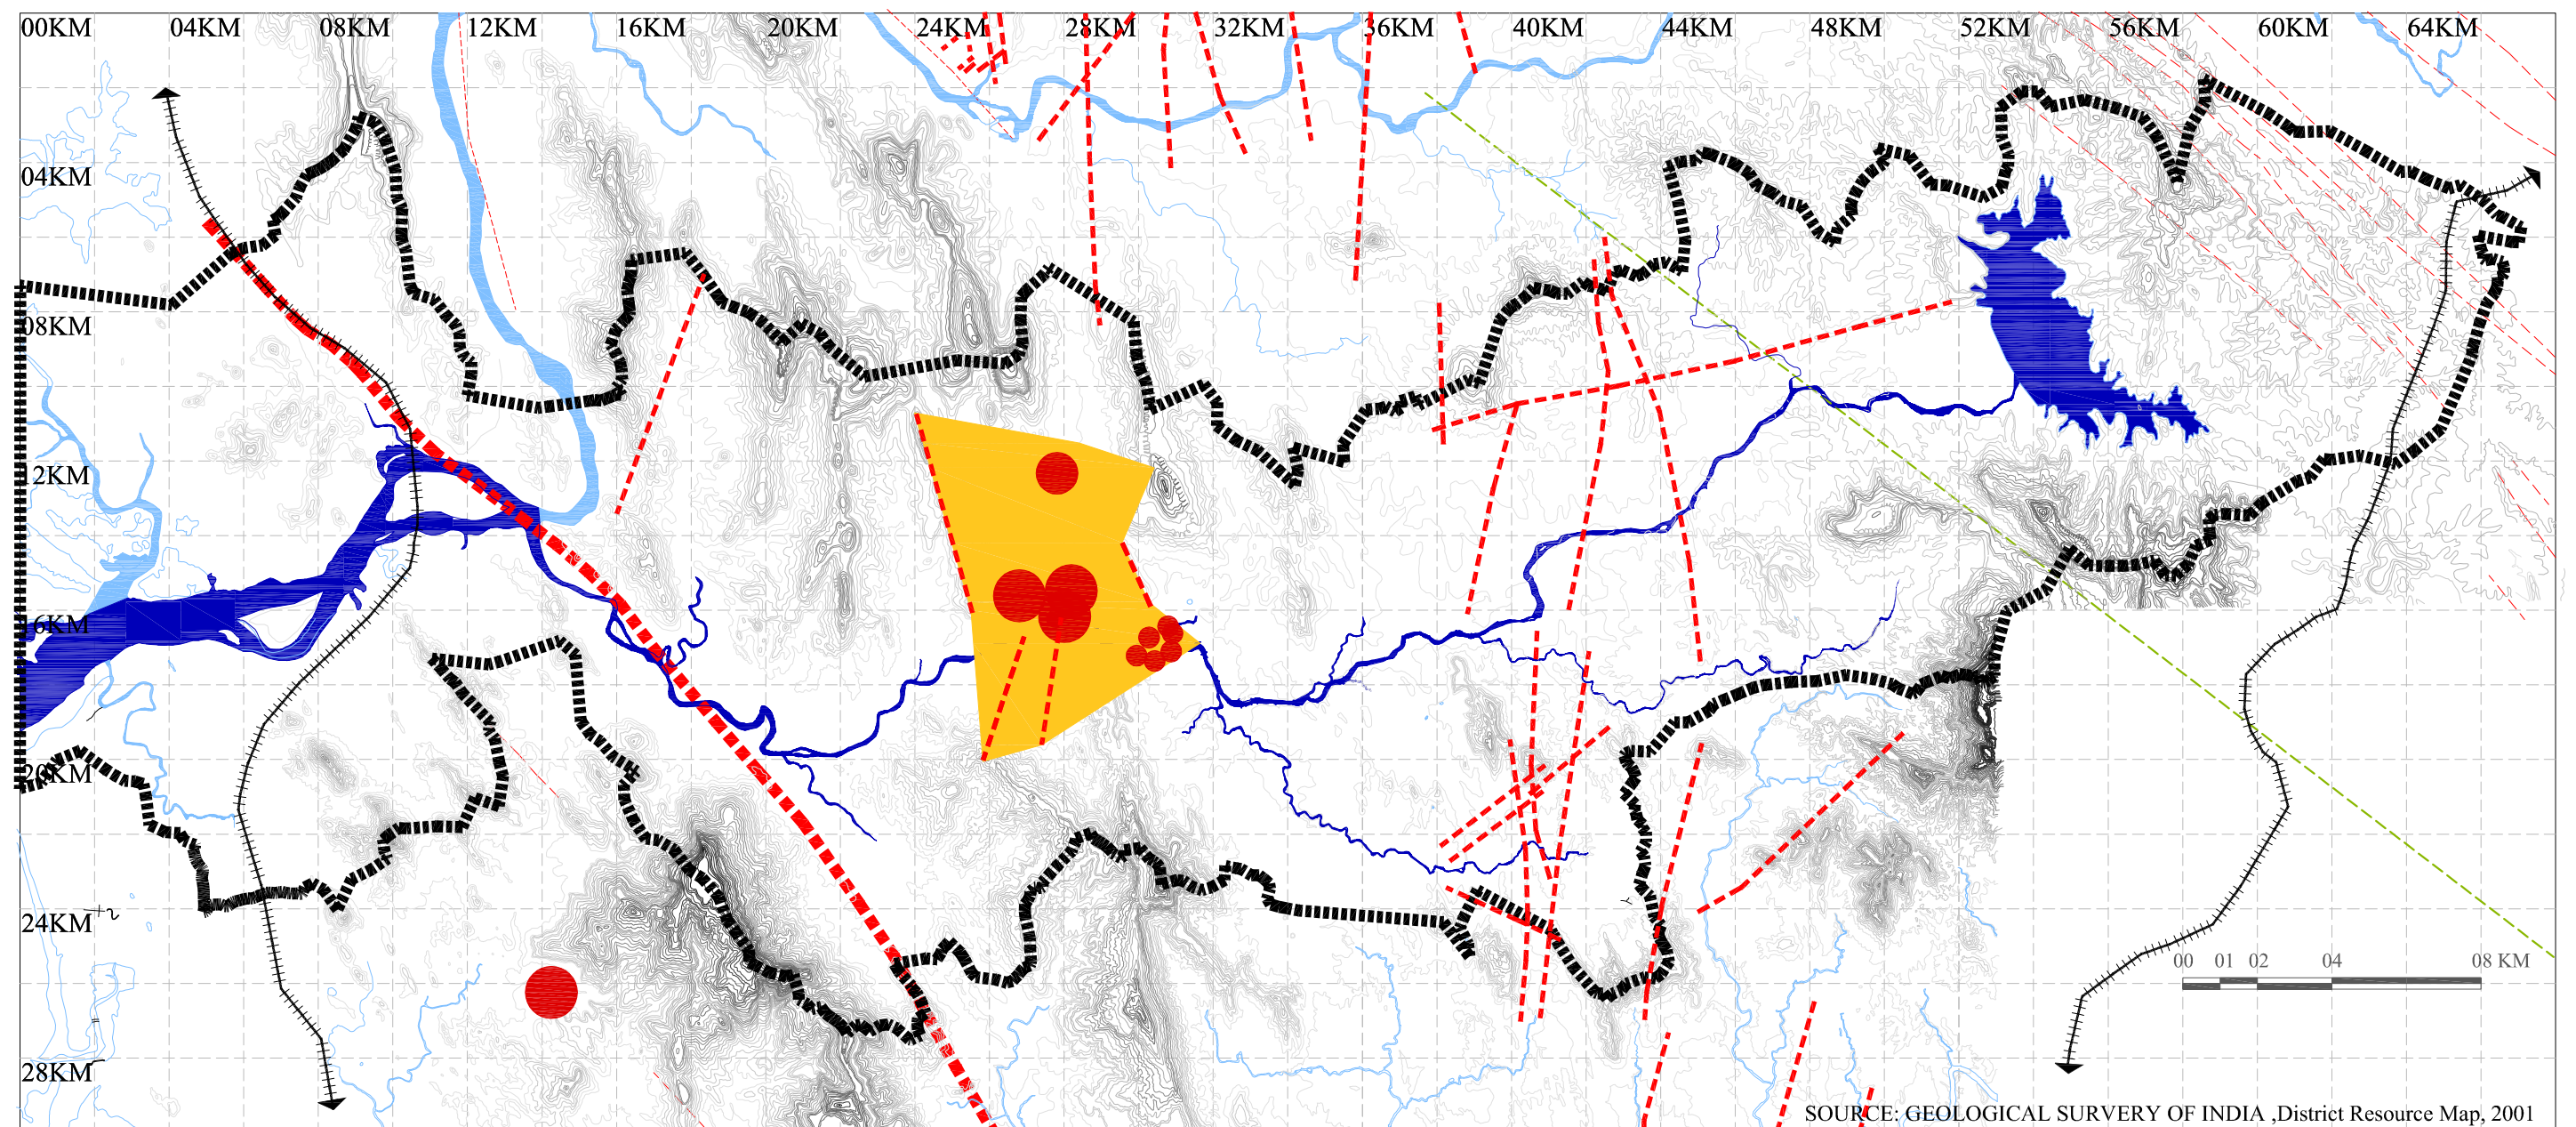 00KM 04KM 08KM 12KM 16KM 20KM 24KM 28KM 32KM 36KM 40KM 44KM 48KM 52KM 56KM 60KM 64KM
04KM
08KM
12KM
16KM
20KM
24KM
28KM
00 01 02 04 08 KM
SOURCE: GEOLOGICAL SURVERY OF INDIA ,District Resource Map, 2001